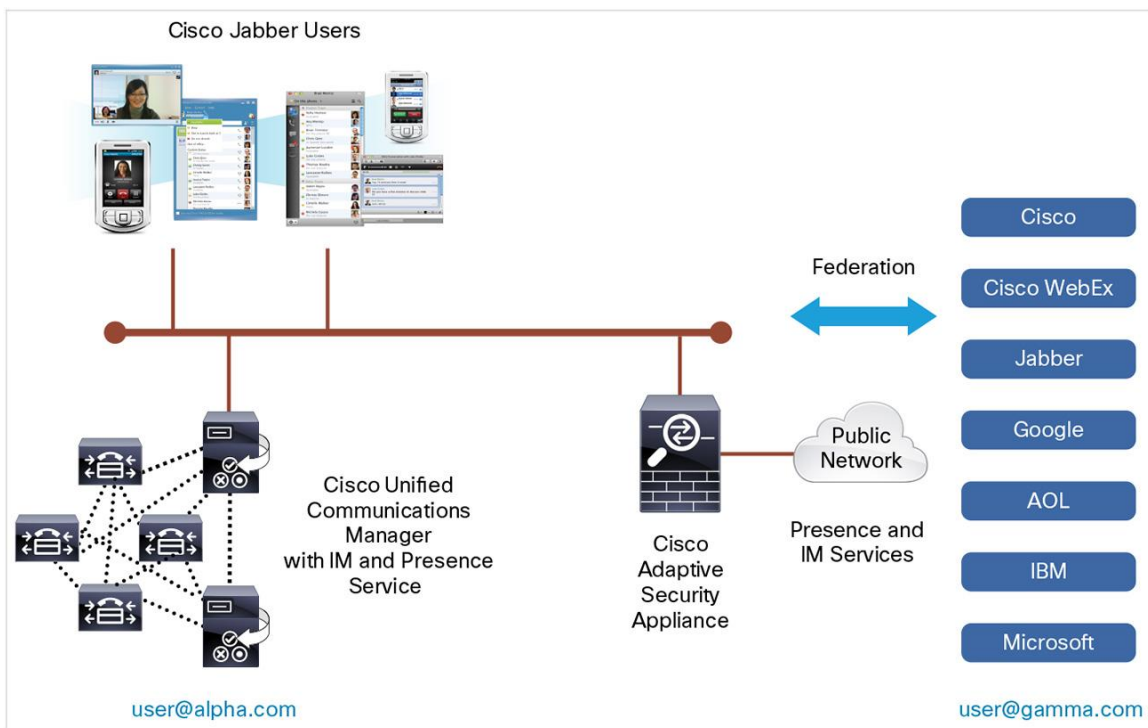 Cisco Jabber Users
Federation
Cisco
Cisco WebEx
Jabber
Google
AOL
IBM
Microsoft
Cisco Unified
Communications
Manager
with IM and Presence
Service
Cisco
Adaptive
Security
Appliance
Public
Network
Presence and
IM Services
user@alpha.com
user@gamma.com